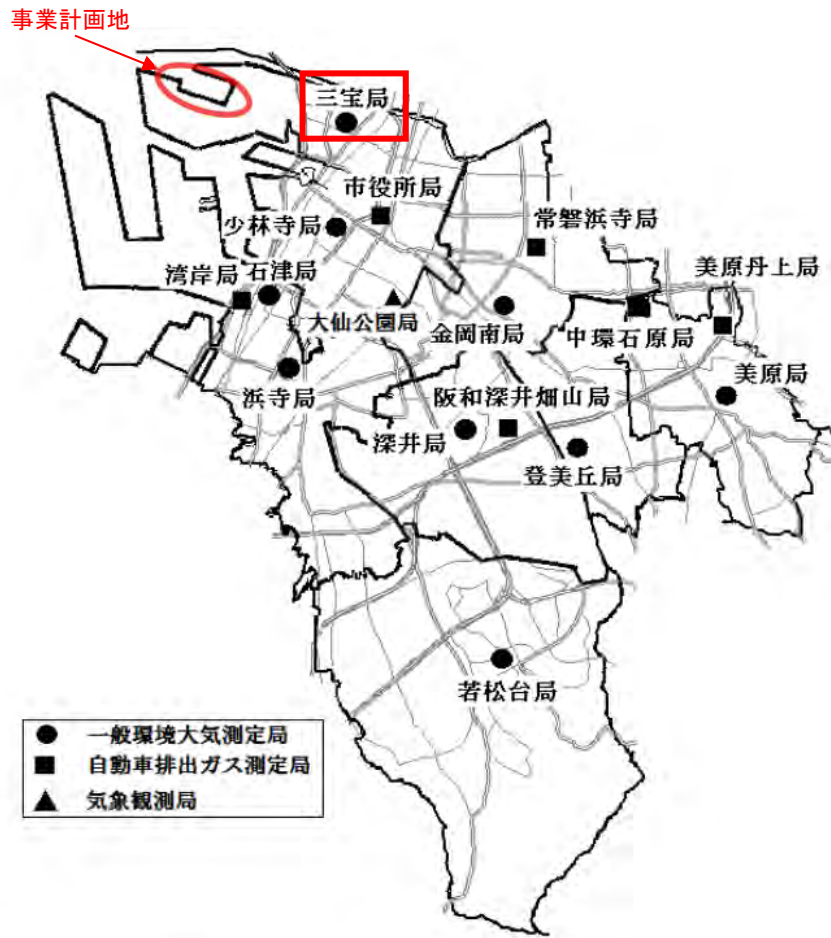 事業計画地
三宝局
市役所局
少林寺局
常磐浜寺局
湾岸局
石津局
美原丹上局
大仙公園局
金岡南局
中環石原局
浜寺局
阪和深井畑山局
美原局
深井局
登美丘局
若松台局
一般環境大気測定局
自動車排出ガス測定局
気象観測局